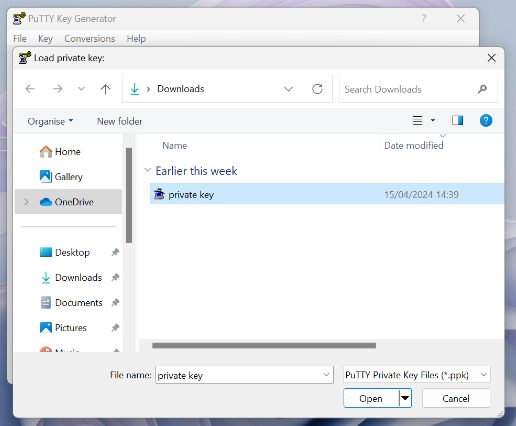 PuTTY Key Generator
File Key Conversions Help
Load private key:
Downloads
Search Downloads
Organise New folder
Home
Gallery
OneDrive
Desktop
Downloads
Documents
Pictures
Music
Name Date modified
Earlier this week
private key 15/04/2024 14:39
File name: private key PuTTY Private Key Files (*.ppk)
Open Cancel